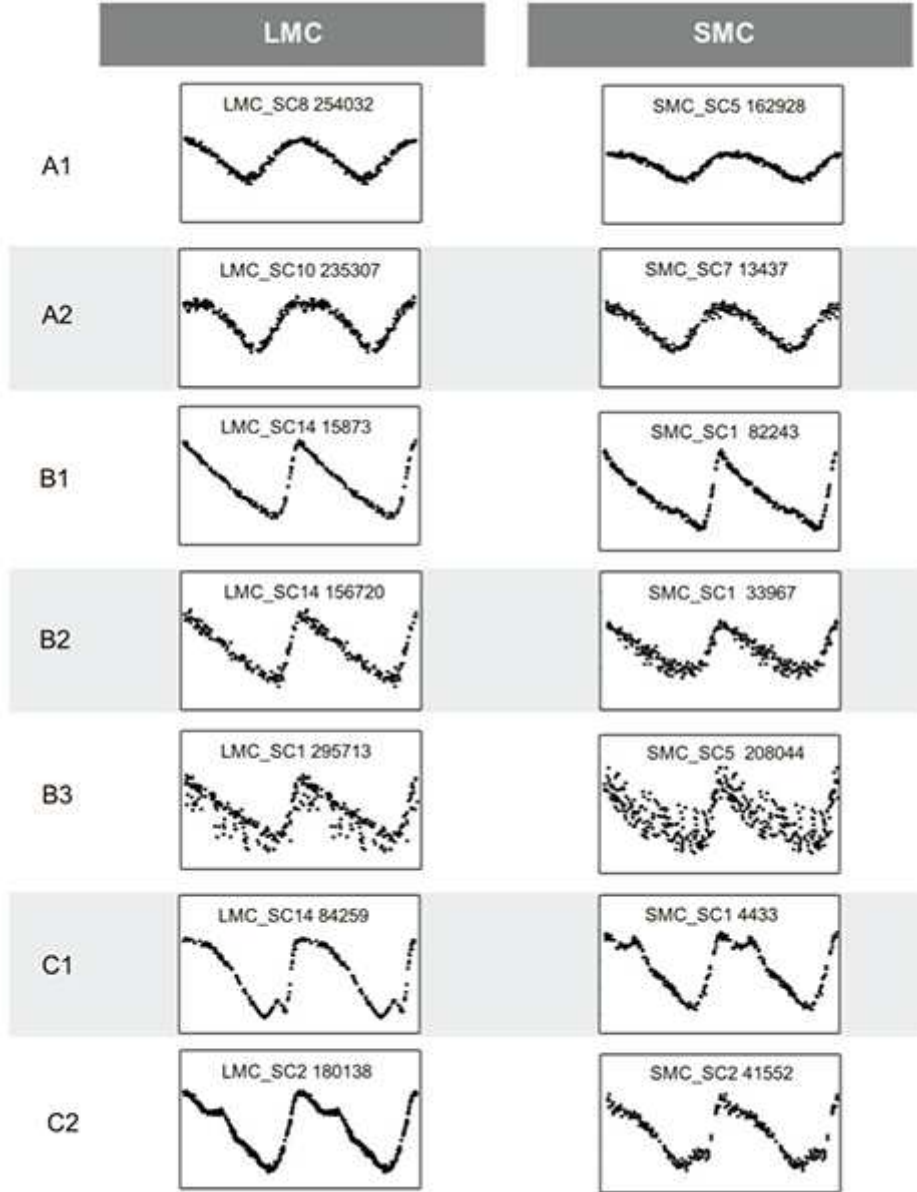 LMC SMC
LMC_SC8 254032 SMC_SC5 162928
A1
LMC_SC10 235307 SMC_SC7 13437
A2
LMC_SC14 15873 SMC_SC1 82243
B1
LMC_SC14 156720 SMC_SC1 33967
B2
LMC_SC1 295713 SMC_SC5 208044
B3
LMC_SC14 84259 SMC_SC1 4433
C1
LMC_SC2 180138 SMC_SC2 41552
C2